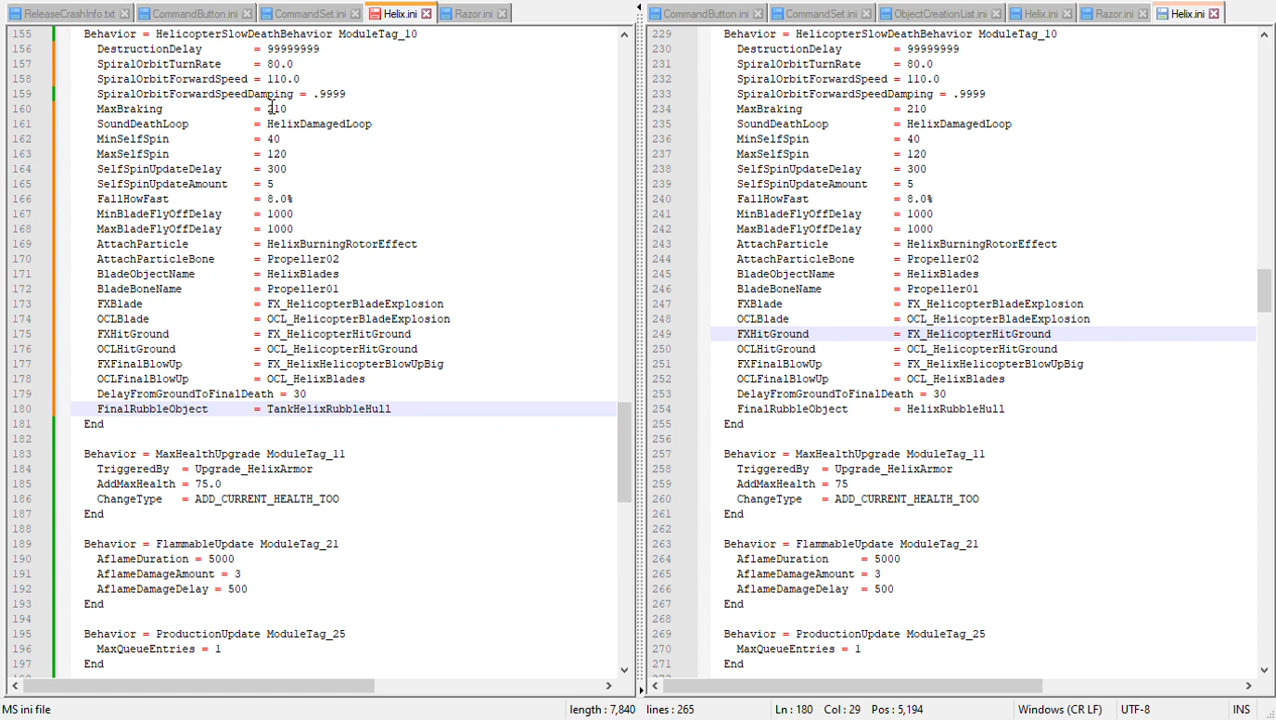 ReleaseCrashInfo.txt CommandButton.ini CommandSet.ini Helix.ini Razor.ini
155 Behavior = HelicopterSlowDeathBehavior ModuleTag_10
156 DestructionDelay = 99999999
157 SpiralOrbitTurnRate = 80.0
158 SpiralOrbitForwardSpeed = 110.0
159 SpiralOrbitForwardSpeedDamping = .9999
160 MaxBraking = 210
161 SoundDeathLoop = HelixDamagedLoop
162 MinSelfSpin = 40
163 MaxSelfSpin = 120
164 SelfSpinUpdateDelay = 300
165 SelfSpinUpdateAmount = 5
166 FallHowFast = 8.0%
167 MinBladeFlyOffDelay = 1000
168 MaxBladeFlyOffDelay = 1000
169 AttachParticle = HelixBurningRotorEffect
170 AttachParticleBone = Propeller02
171 BladeObjectName = HelixBlades
172 BladeBoneName = Propeller01
173 FXBlade = FX_HelicopterBladeExplosion
174 OCLBlade = OCL_HelicopterBladeExplosion
175 FXHitGround = FX_HelicopterHitGround
176 OCLHitGround = OCL_HelicopterHitGround
177 FXFinalBlowUp = FX_HelixHelicopterBlowUpBig
178 OCLFinalBlowUp = OCL_HelixBlades
179 DelayFromGroundToFinalDeath = 30
180 FinalRubbleObject = TankHelixRubbleHull
181 End
182
183 Behavior = MaxHealthUpgrade ModuleTag_11
184 TriggeredBy = Upgrade_HelixArmor
185 AddMaxHealth = 75.0
186 ChangeType = ADD_CURRENT_HEALTH_TOO
187 End
188
189 Behavior = FlammableUpdate ModuleTag_21
190 AflameDuration = 5000
191 AflameDamageAmount = 3
192 AflameDamageDelay = 500
193 End
194
195 Behavior = ProductionUpdate ModuleTag_25
196 MaxQueueEntries = 1
197 End
CommandButton.ini CommandSet.ini ObjectCreationList.ini Helix.ini Razor.ini Helix.ini
229 Behavior = HelicopterSlowDeathBehavior ModuleTag_10
230 DestructionDelay = 99999999
231 SpiralOrbitTurnRate = 80.0
232 SpiralOrbitForwardSpeed = 110.0
233 SpiralOrbitForwardSpeedDamping = .9999
234 MaxBraking = 210
235 SoundDeathLoop = HelixDamagedLoop
236 MinSelfSpin = 40
237 MaxSelfSpin = 120
238 SelfSpinUpdateDelay = 300
239 SelfSpinUpdateAmount = 5
240 FallHowFast = 8.0%
241 MinBladeFlyOffDelay = 1000
242 MaxBladeFlyOffDelay = 1000
243 AttachParticle = HelixBurningRotorEffect
244 AttachParticleBone = Propeller02
245 BladeObjectName = HelixBlades
246 BladeBoneName = Propeller01
247 FXBlade = FX_HelicopterBladeExplosion
248 OCLBlade = OCL_HelicopterBladeExplosion
249 FXHitGround = FX_HelicopterHitGround
250 OCLHitGround = OCL_HelicopterHitGround
251 FXFinalBlowUp = FX_HelixHelicopterBlowUpBig
252 OCLFinalBlowUp = OCL_HelixBlades
253 DelayFromGroundToFinalDeath = 30
254 FinalRubbleObject = HelixRubbleHull
255 End
256
257 Behavior = MaxHealthUpgrade ModuleTag_11
258 TriggeredBy = Upgrade_HelixArmor
259 AddMaxHealth = 75
260 ChangeType = ADD_CURRENT_HEALTH_TOO
261 End
262
263 Behavior = FlammableUpdate ModuleTag_21
264 AflameDuration = 5000
265 AflameDamageAmount = 3
266 AflameDamageDelay = 500
267 End
268
269 Behavior = ProductionUpdate ModuleTag_25
270 MaxQueueEntries = 1
271 End
MS ini file length : 7,840 lines : 265 Ln : 180 Col : 29 Pos : 5,194 Windows (CR LF) UTF-8 INS